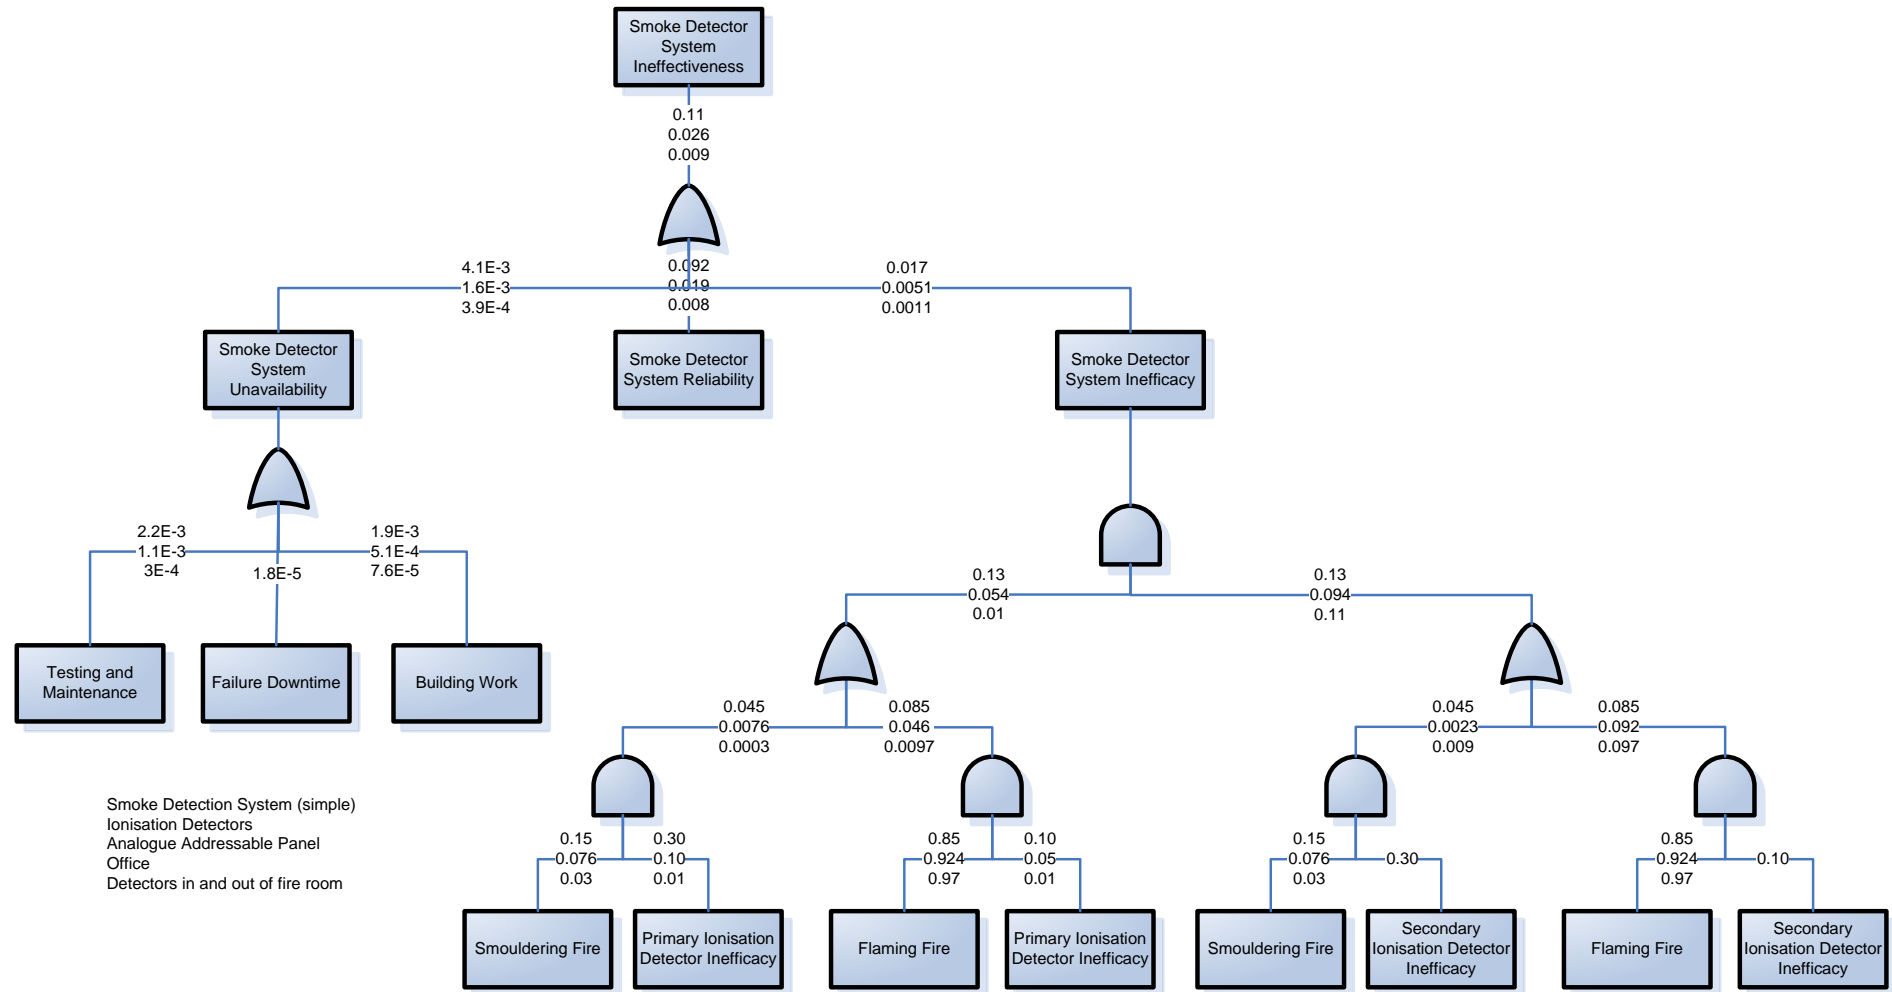 Smoke Detector
System
Ineffectiveness
0.11
0.026
0.009
4.1E-3
1.6E-3
3.9E-4
0.092
0.019
0.008
0.017
0.0051
0.0011
Smoke Detector
System
Unavailability
Smoke Detector
System Reliability
Smoke Detector
System Inefficacy
2.2E-3
1.1E-3
3E-4
1.8E-5
1.9E-3
5.1E-4
7.6E-5
0.13
0.054
0.01
0.13
0.094
0.11
Testing and
Maintenance
Failure Downtime
Building Work
0.045
0.0076
0.0003
0.085
0.046
0.0097
0.045
0.0023
0.009
0.085
0.092
0.097
Smoke Detection System (simple)
Ionisation Detectors
Analogue Addressable Panel
Office
Detectors in and out of fire room
0.15
0.076
0.03
0.30
0.10
0.01
0.85
0.924
0.97
0.10
0.05
0.01
0.15
0.076
0.03
0.30
0.85
0.924
0.97
0.10
Smouldering Fire
Primary Ionisation
Detector Inefficacy
Flaming Fire
Primary Ionisation
Detector Inefficacy
Smouldering Fire
Secondary
Ionisation Detector
Inefficacy
Flaming Fire
Secondary
Ionisation Detector
Inefficacy